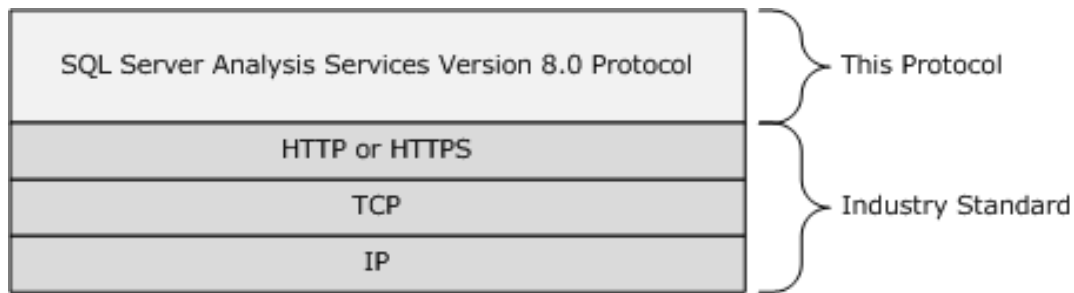 SQL Server Analysis Services Version 8.0 Protocol
This Protocol
HTTP or HTTPS
TCP
Industry Standard
IP